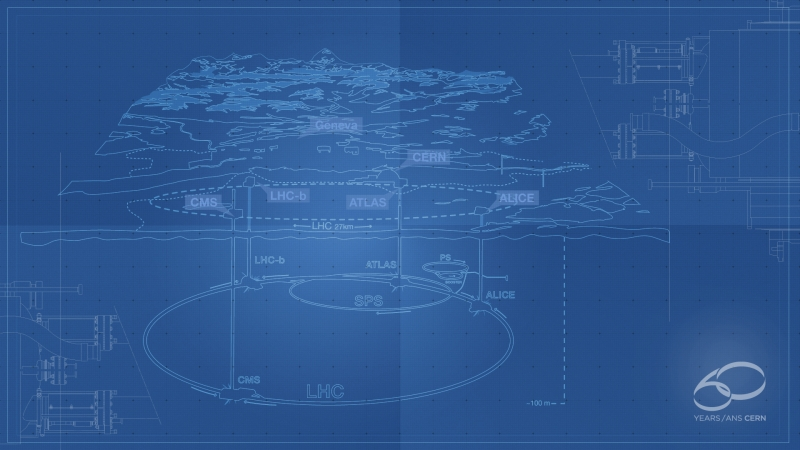 Geneva
CERN
CMS
LHC-b
ATLAS
ALICE
LHC 27km
LHC-b
ATLAS
PS
SPS
ALICE
CMS
LHC
-100 m
60
YEARS/ANS CERN